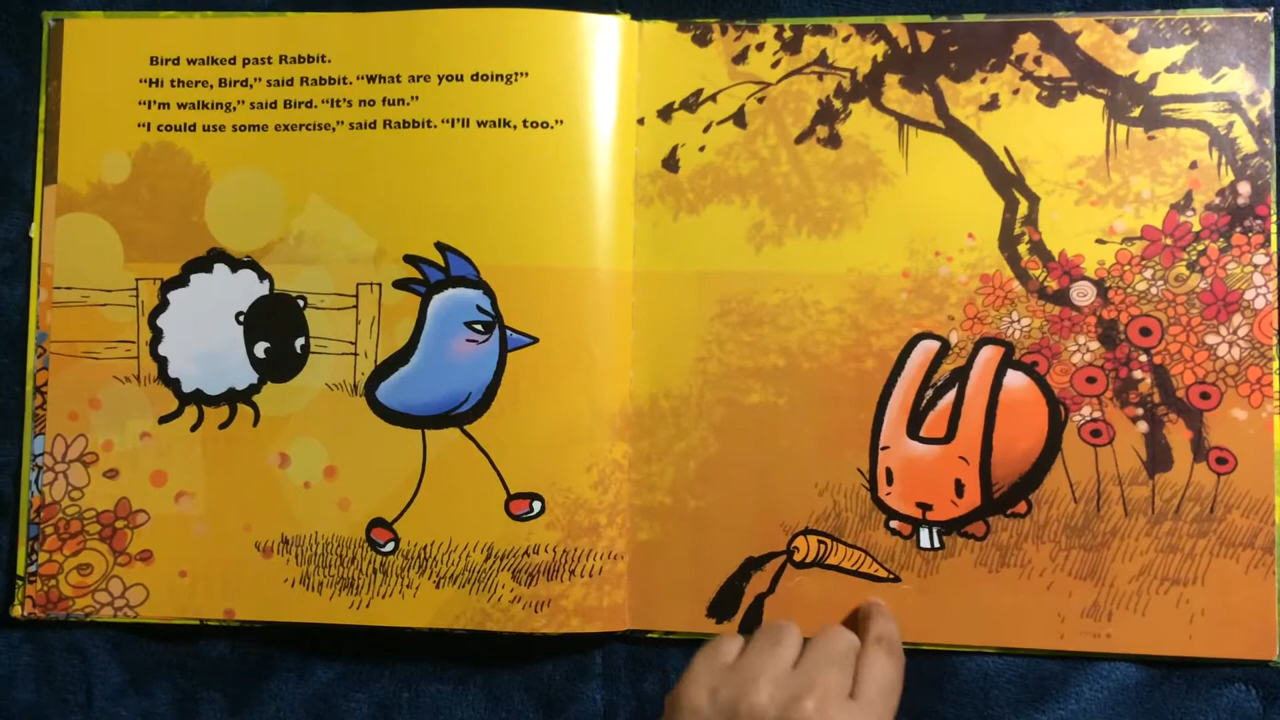 Bird walked past Rabbit.
“Hi there, Bird,” said Rabbit. “What are you doing?”
“I’m walking,” said Bird. “It’s no fun.”
“I could use some exercise,” said Rabbit. “I’ll walk, too.”